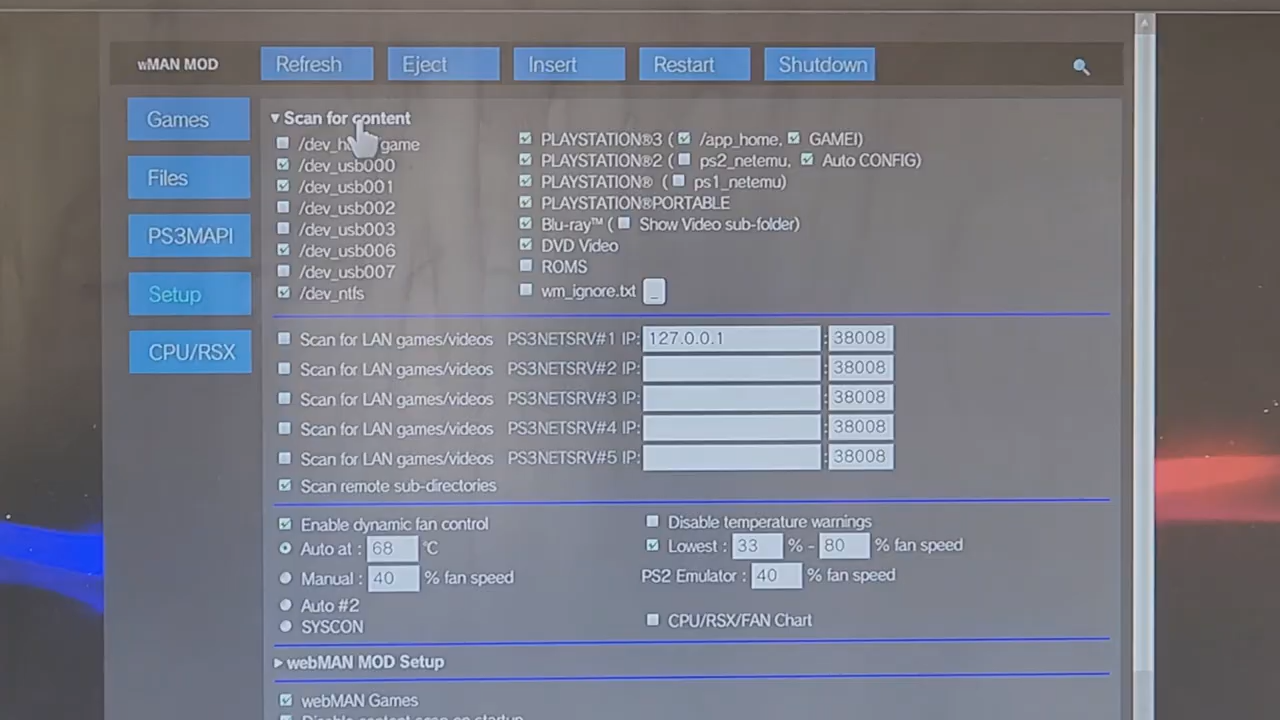 wMAN MOD Refresh Eject Insert Restart Shutdown
Games
Files
PS3MAPI
Setup
CPU/RSX
▾ Scan for content
/dev_h game
/dev_usb000
/dev_usb001
/dev_usb002
/dev_usb003
/dev_usb006
/dev_usb007
/dev_ntfs
PLAYSTATION®3 ( /app_home, GAMEI)
PLAYSTATION®2 ( ps2_netemu, Auto CONFIG)
PLAYSTATION® ( ps1_netemu)
PLAYSTATION®PORTABLE
Blu-ray™ ( Show Video sub-folder)
DVD Video
ROMS
wm_ignore.txt _
Scan for LAN games/videos PS3NETSRV#1 IP: 127.0.0.1 : 38008
Scan for LAN games/videos PS3NETSRV#2 IP: : 38008
Scan for LAN games/videos PS3NETSRV#3 IP: : 38008
Scan for LAN games/videos PS3NETSRV#4 IP: : 38008
Scan for LAN games/videos PS3NETSRV#5 IP: : 38008
Scan remote sub-directories
Enable dynamic fan control
Auto at : 68 °C
Manual : 40 % fan speed
Auto #2
SYSCON
Disable temperature warnings
Lowest : 33 % - 80 % fan speed
PS2 Emulator : 40 % fan speed
CPU/RSX/FAN Chart
▸ webMAN MOD Setup
webMAN Games
Disable content scan on startup